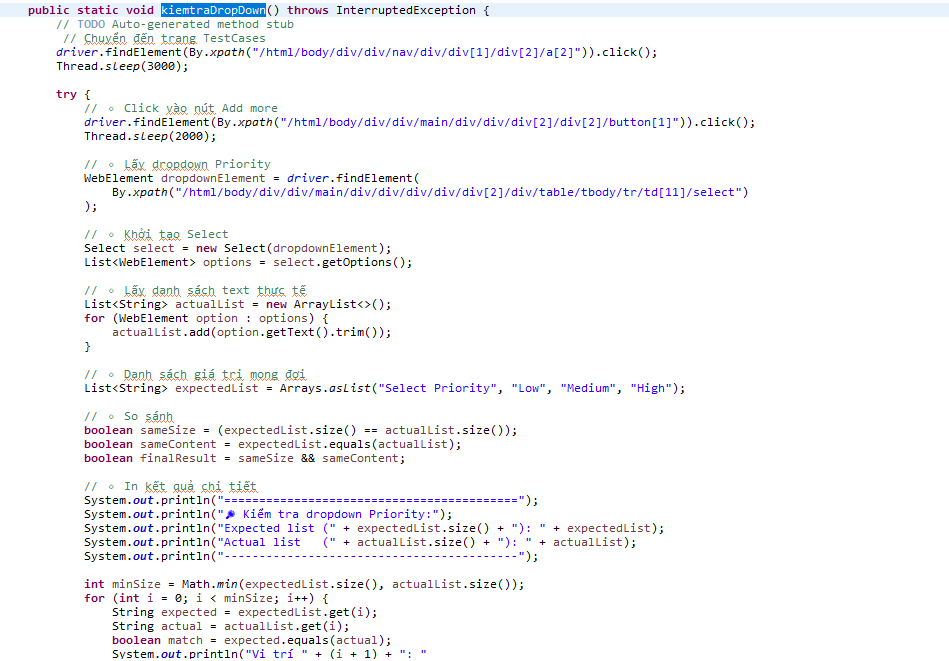 public static void kiemtraDropDown() throws InterruptedException {
// TODO Auto-generated method stub
// Chuyển đến trang TestCases
driver.findElement(By.xpath("/html/body/div/div/nav/div/div[1]/div[2]/a[2]")).click();
Thread.sleep(3000);
try {
// 🔹 Click vào nút Add more
driver.findElement(By.xpath("/html/body/div/div/main/div/div/div[2]/div[2]/button[1]")).click();
Thread.sleep(2000);
// 🔹 Lấy dropdown Priority
WebElement dropdownElement = driver.findElement(
By.xpath("/html/body/div/div/main/div/div/div/div/div[2]/div/table/tbody/tr/td[11]/select")
);
// 🔹 Khởi tạo Select
Select select = new Select(dropdownElement);
List<WebElement> options = select.getOptions();
// 🔹 Lấy danh sách text thực tế
List<String> actualList = new ArrayList<>();
for (WebElement option : options) {
actualList.add(option.getText().trim());
}
// 🔹 Danh sách giá trị mong đợi
List<String> expectedList = Arrays.asList("Select Priority", "Low", "Medium", "High");
// 🔹 So sánh
boolean sameSize = (expectedList.size() == actualList.size());
boolean sameContent = expectedList.equals(actualList);
boolean finalResult = sameSize && sameContent;
// 🔹 In kết quả chi tiết
System.out.println("==========================================");
System.out.println("📌 Kiểm tra dropdown Priority:");
System.out.println("Expected list (" + expectedList.size() + "): " + expectedList);
System.out.println("Actual list   (" + actualList.size() + "): " + actualList);
System.out.println("------------------------------------------");
int minSize = Math.min(expectedList.size(), actualList.size());
for (int i = 0; i < minSize; i++) {
String expected = expectedList.get(i);
String actual = actualList.get(i);
boolean match = expected.equals(actual);
System.out.println("Vị trí " + (i + 1) + ": "